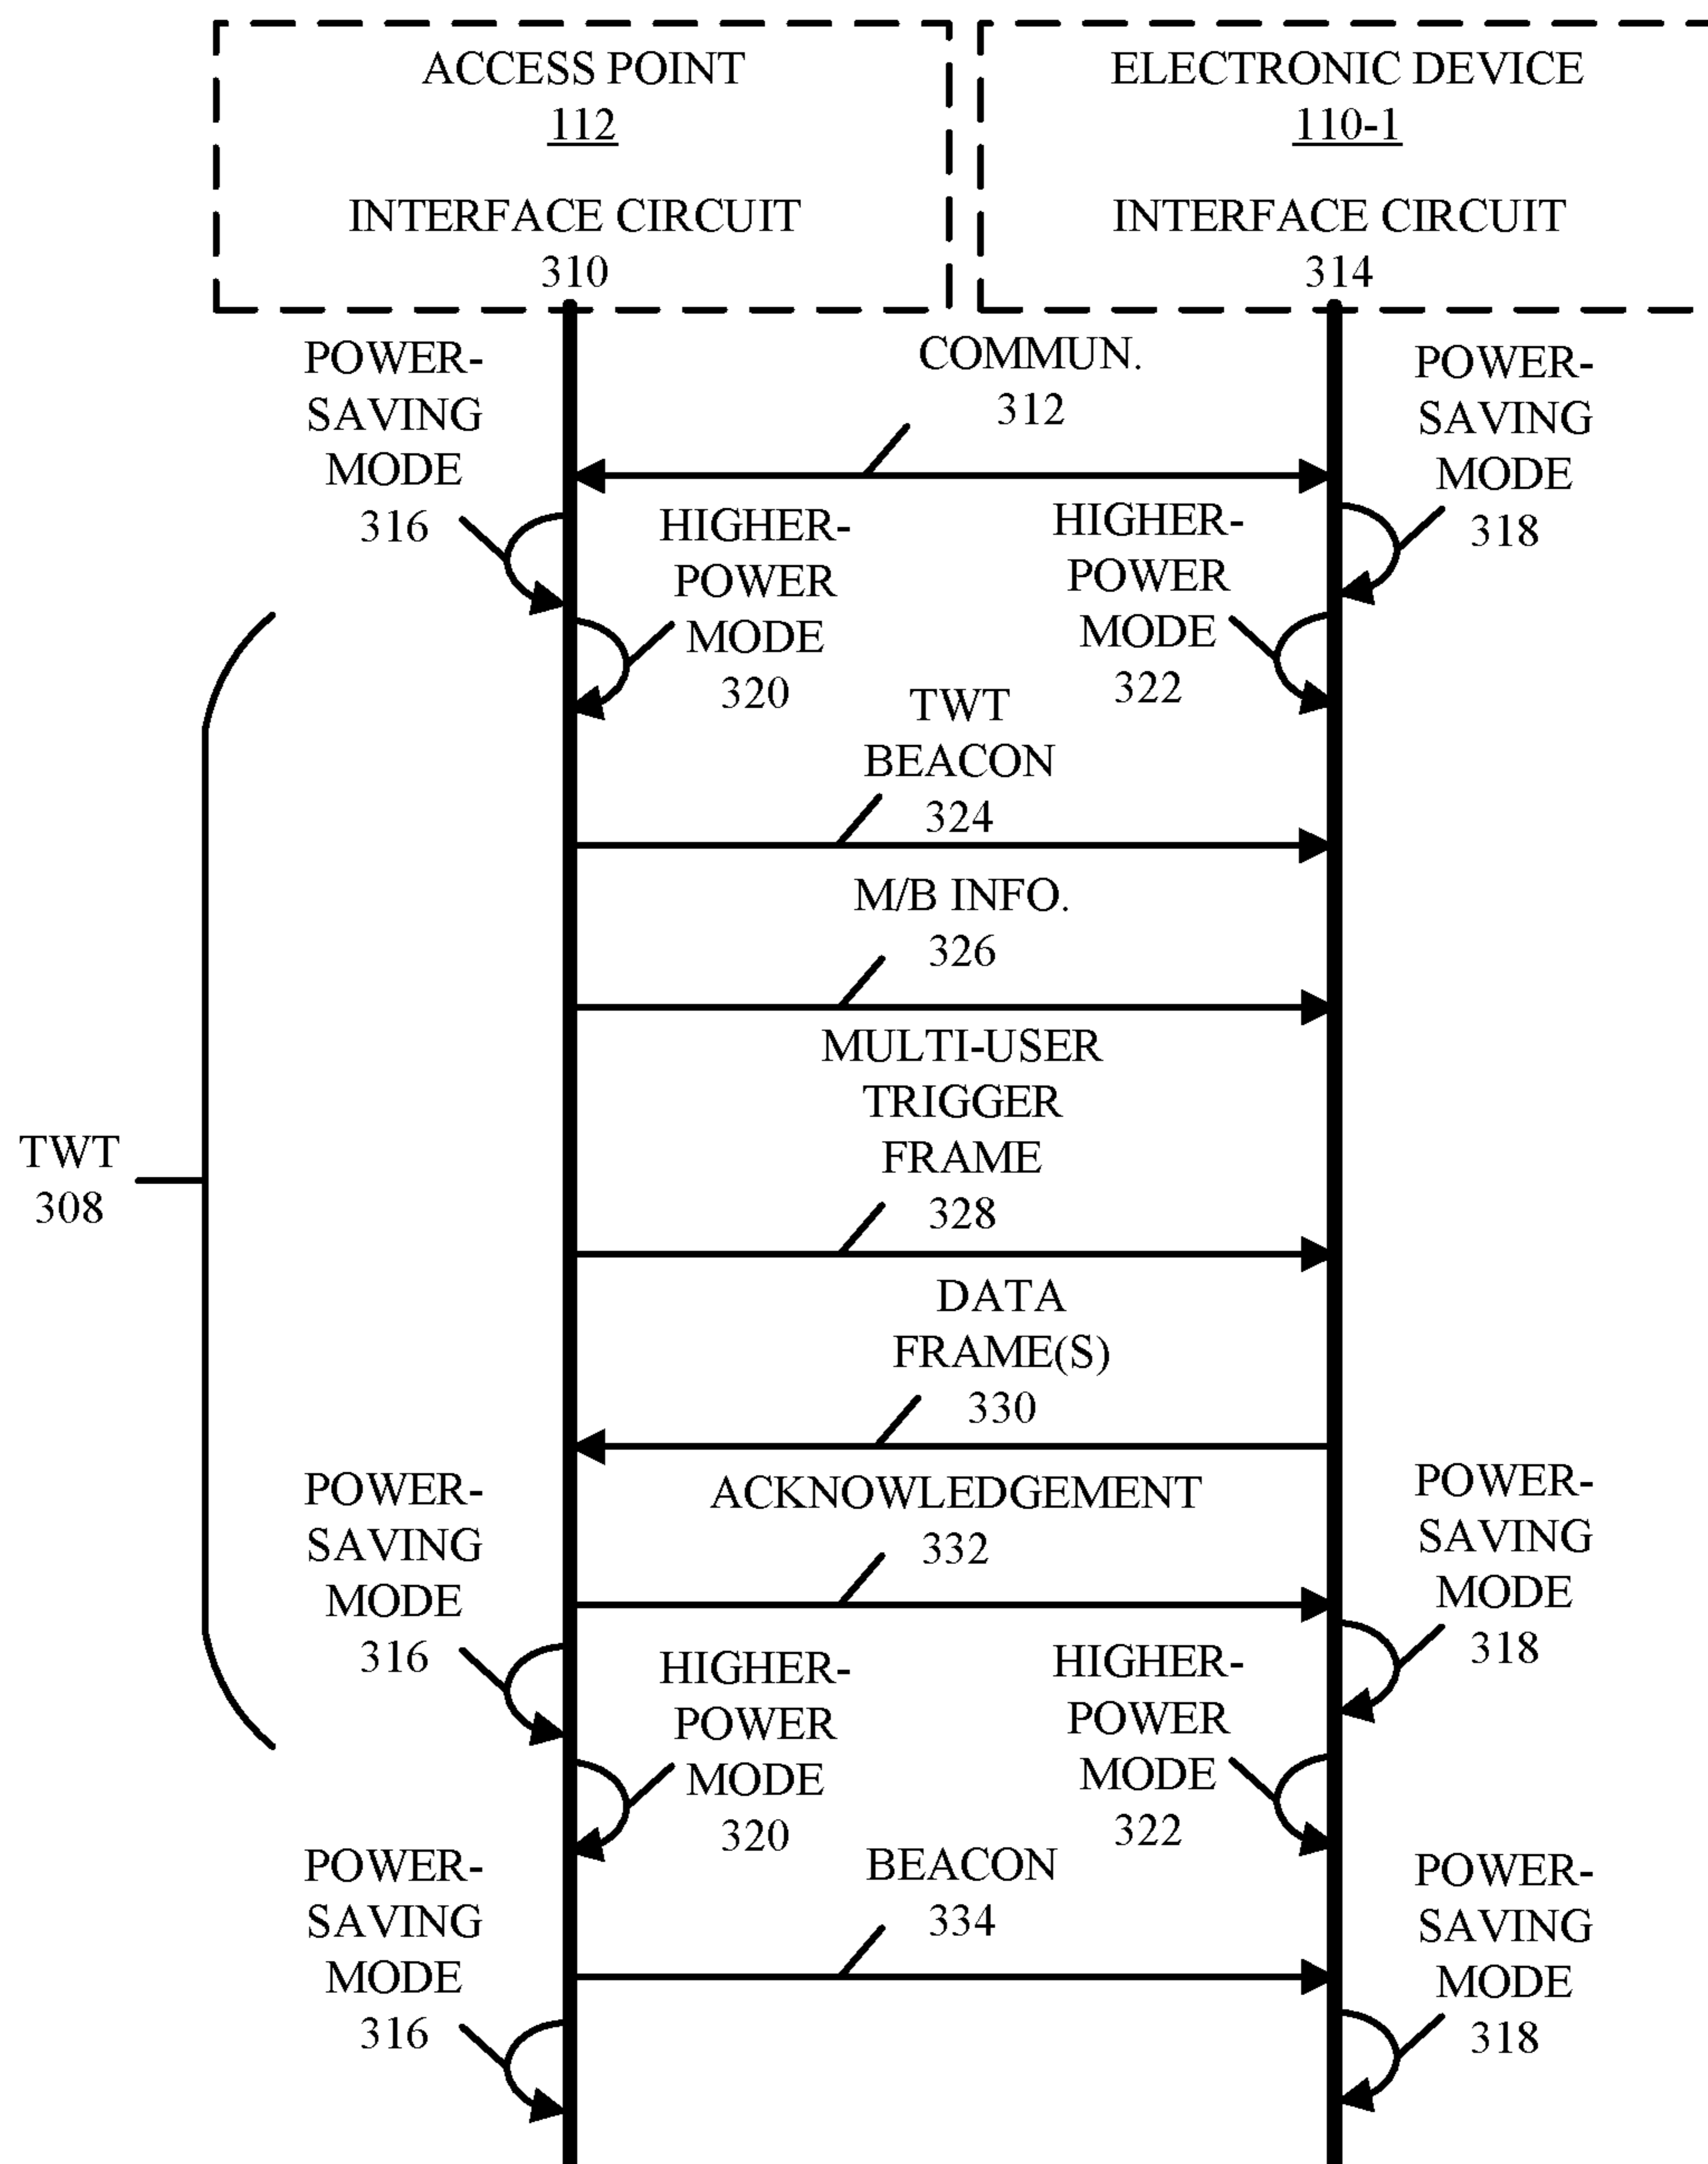 ACCESS POINT
112
INTERFACE CIRCUIT
310
ELECTRONIC DEVICE
110-1
INTERFACE CIRCUIT
314
POWER-
SAVING
MODE
316
COMMUN.
312
POWER-
SAVING
MODE
318
HIGHER-
POWER
MODE
320
HIGHER-
POWER
MODE
322
TWT
BEACON
324
M/B INFO.
326
MULTI-USER
TRIGGER
FRAME
328
TWT
308
DATA
FRAME(S)
330
POWER-
SAVING
MODE
316
ACKNOWLEDGEMENT
332
POWER-
SAVING
MODE
318
HIGHER-
POWER
MODE
320
HIGHER-
POWER
MODE
322
POWER-
SAVING
MODE
316
BEACON
334
POWER-
SAVING
MODE
318